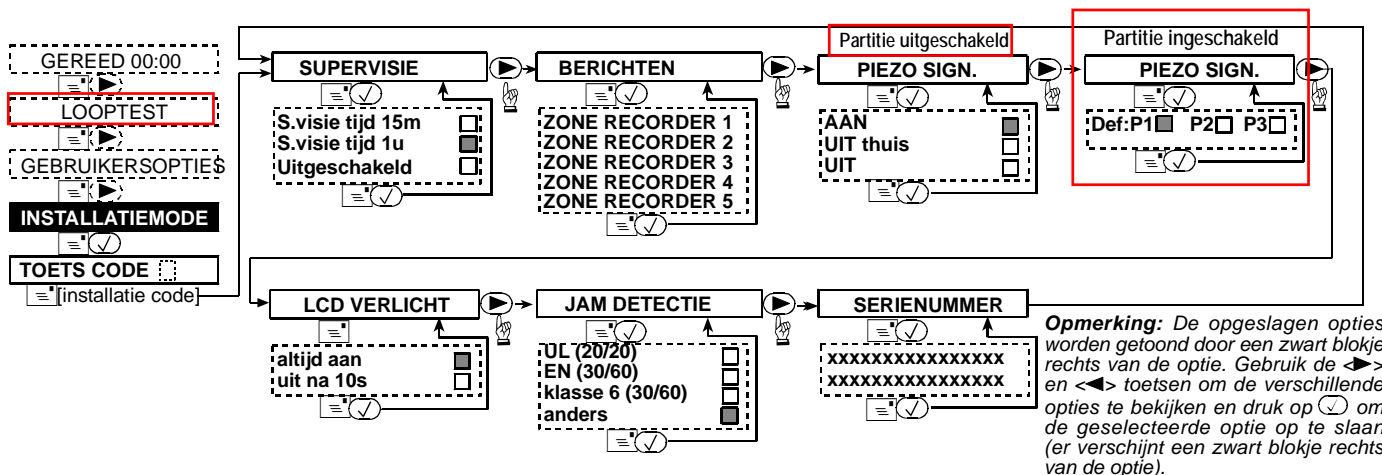 GEREED 00:00
LOOPTEST
GEBRUIKERSOPTIES
INSTALLATIEMODE
TOETS CODE
[installatie code]
SUPERVISIE
S.visie tijd 15m
S.visie tijd 1u
Uitgeschakeld
BERICHTEN
ZONE RECORDER 1
ZONE RECORDER 2
ZONE RECORDER 3
ZONE RECORDER 4
ZONE RECORDER 5
Partitie uitgeschakeld
PIEZO SIGN.
AAN
UIT thuis
UIT
Partitie ingeschakeld
PIEZO SIGN.
Def:P1 P2 P3
LCD VERLICHT
altijd aan
uit na 10s
JAM DETECTIE
UL (20/20)
EN (30/60)
klasse 6 (30/60)
anders
SERIENUMMER
xxxxxxxxxxxxxxxx
xxxxxxxxxxxxxxxx
Opmerking: De opgeslagen opties
worden getoond door een zwart blokje
rechts van de optie. Gebruik de <►>
en <◄> toetsen om de verschillende
opties te bekijken en druk op ✓ om
de geselecteerde optie op te slaan
(er verschijnt een zwart blokje rechts
van de optie).